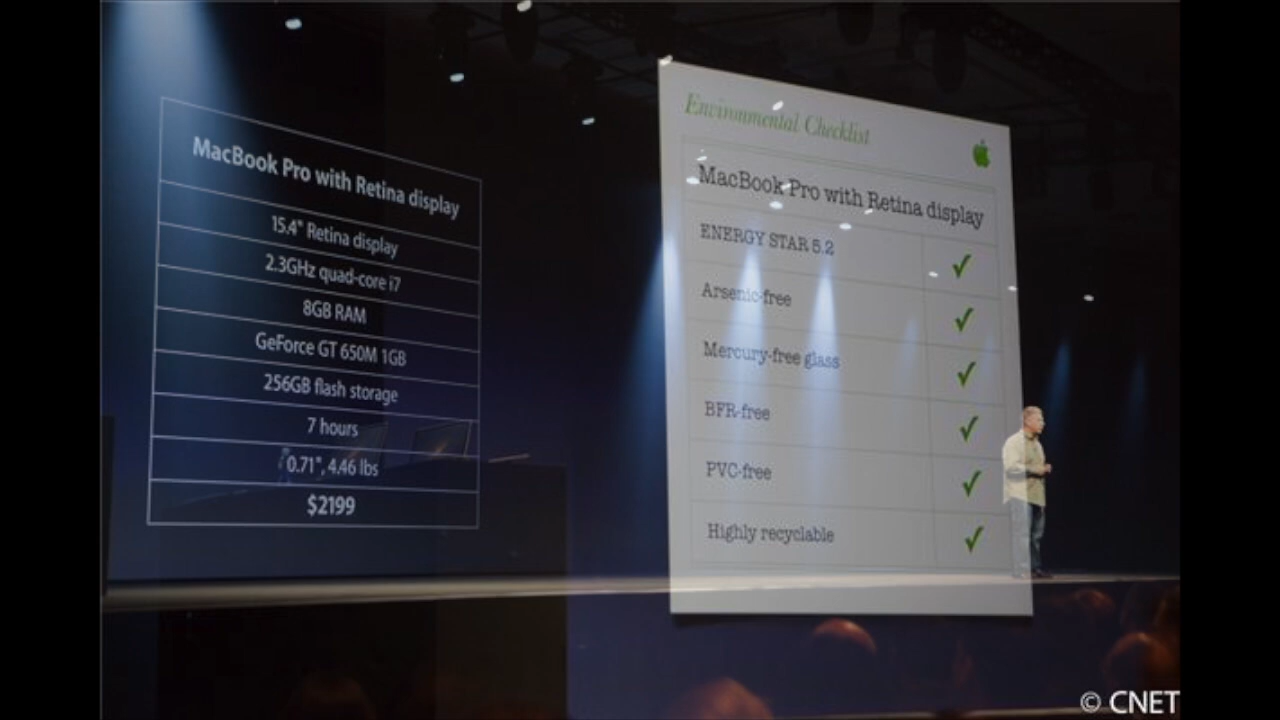 MacBook Pro with Retina display
15.4" Retina display
2.3GHz quad-core i7
8GB RAM
GeForce GT 650M 1GB
256GB flash storage
7 hours
0.71", 4.46 lbs
$2199
Environmental Checklist
MacBook Pro with Retina display
ENERGY STAR 5.2
Arsenic-free
Mercury-free glass
BFR-free
PVC-free
Highly recyclable
© CNET